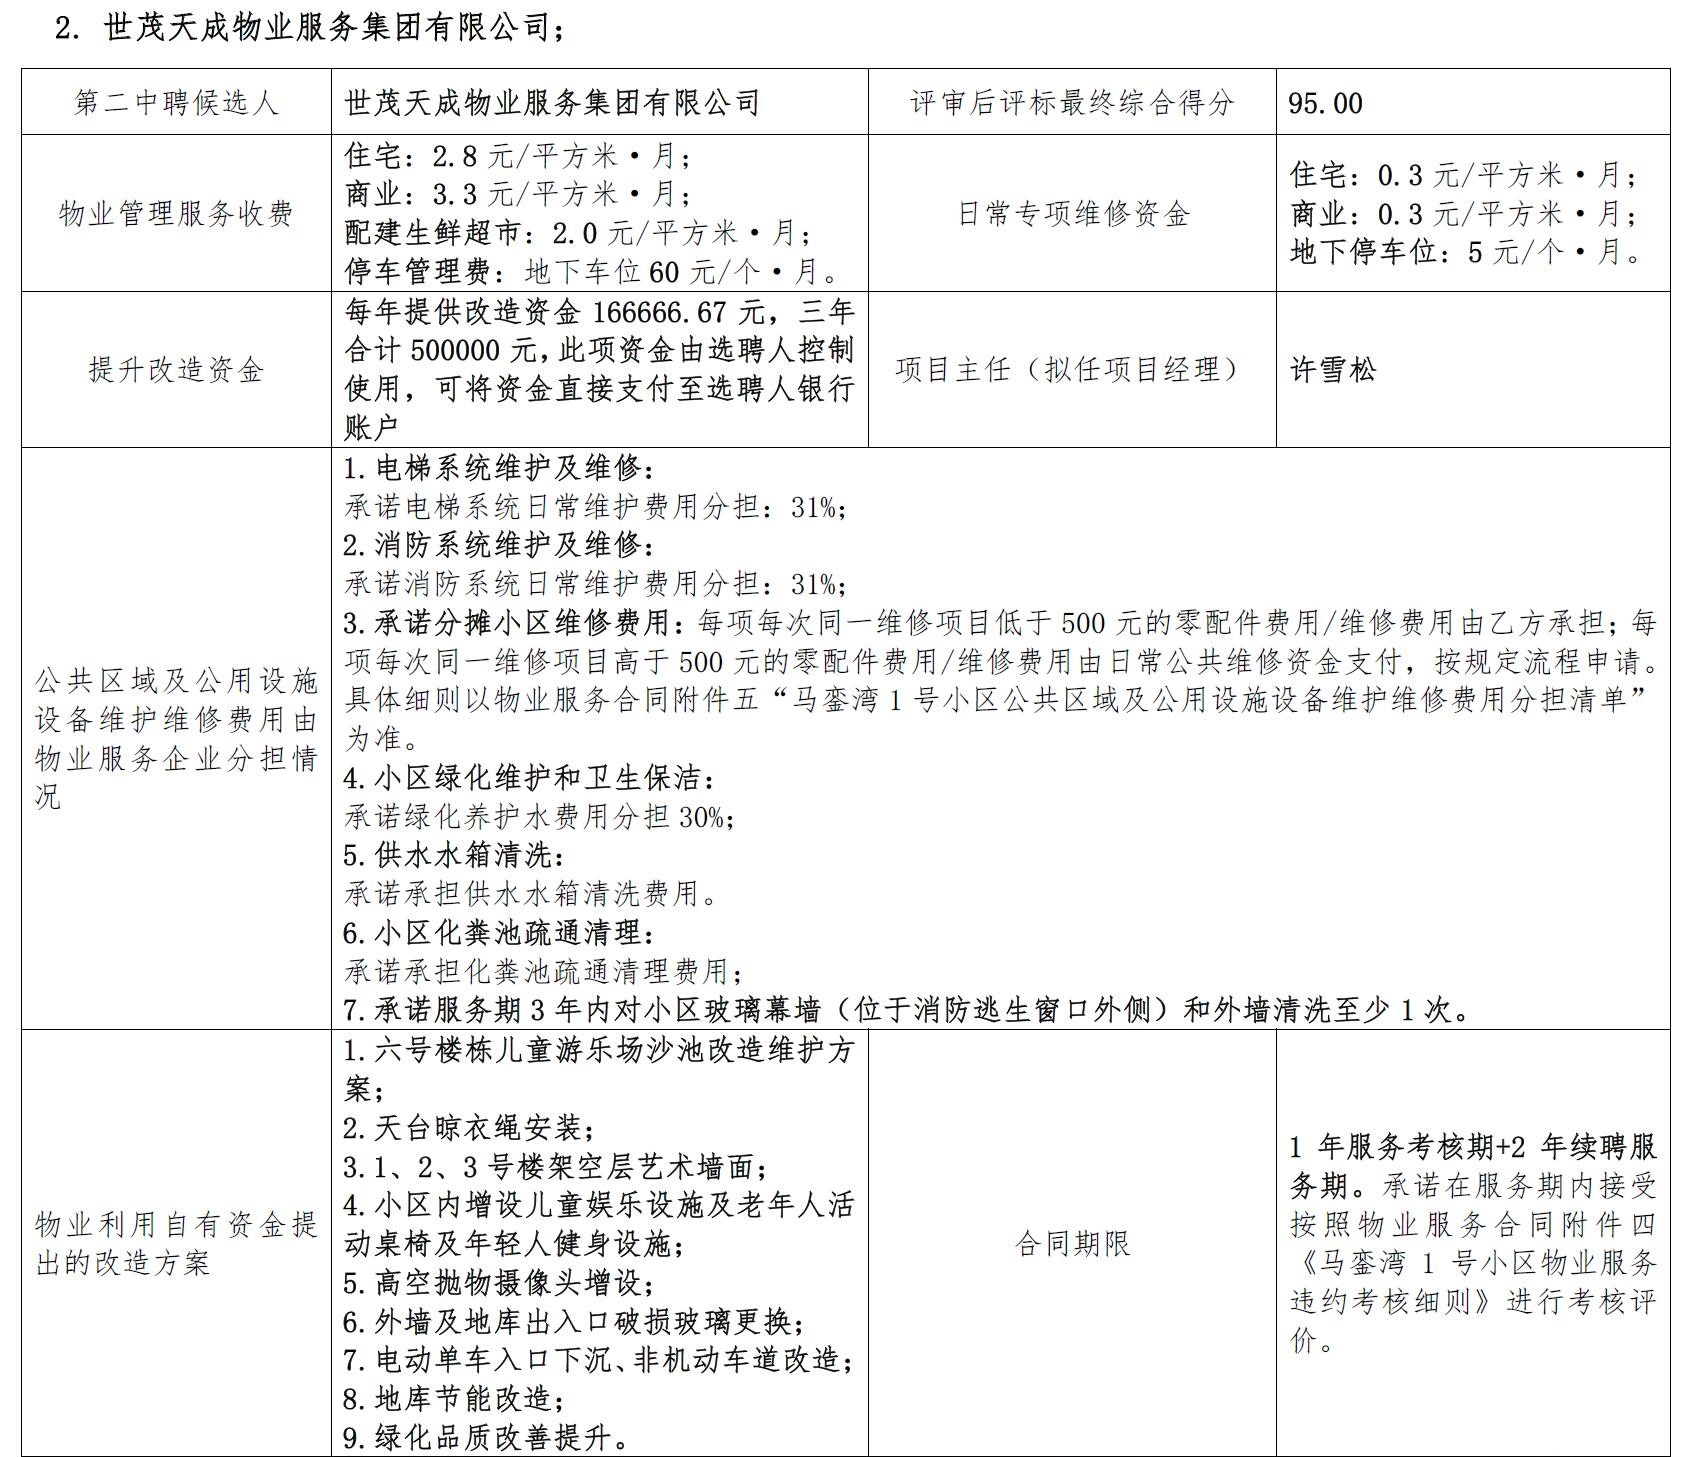 2. 世茂天成物业服务集团有限公司；
第二中聘候选人
世茂天成物业服务集团有限公司
评审后评标最终综合得分
95.00
物业管理服务收费
住宅：2.8 元/平方米·月；
商业：3.3 元/平方米·月；
配建生鲜超市：2.0 元/平方米·月；
停车管理费：地下车位 60 元/个·月。
日常专项维修资金
住宅：0.3 元/平方米·月；
商业：0.3 元/平方米·月；
地下停车位：5 元/个·月。
提升改造资金
每年提供改造资金 166666.67 元，三年
合计 500000 元，此项资金由选聘人控制
使用，可将资金直接支付至选聘人银行
账户
项目主任（拟任项目经理）
许雪松
公共区域及公用设施
设备维护维修费用由
物业服务企业分担情
况
1.电梯系统维护及维修：
承诺电梯系统日常维护费用分担：31%；
2.消防系统维护及维修：
承诺消防系统日常维护费用分担：31%；
3.承诺分摊小区维修费用：每项每次同一维修项目低于 500 元的零配件费用/维修费用由乙方承担；每
项每次同一维修项目高于 500 元的零配件费用/维修费用由日常公共维修资金支付，按规定流程申请。
具体细则以物业服务合同附件五“马銮湾 1 号小区公共区域及公用设施设备维护维修费用分担清单”
为准。
4.小区绿化维护和卫生保洁：
承诺绿化养护水费用分担 30%；
5.供水水箱清洗：
承诺承担供水水箱清洗费用。
6.小区化粪池疏通清理：
承诺承担化粪池疏通清理费用；
7.承诺服务期 3 年内对小区玻璃幕墙（位于消防逃生窗口外侧）和外墙清洗至少 1 次。
物业利用自有资金提
出的改造方案
1.六号楼栋儿童游乐场沙池改造维护方
案；
2.天台晾衣绳安装；
3.1、2、3 号楼架空层艺术墙面；
4.小区内增设儿童娱乐设施及老年人活
动桌椅及年轻人健身设施；
5.高空抛物摄像头增设；
6.外墙及地库出入口破损玻璃更换；
7.电动单车入口下沉、非机动车道改造；
8.地库节能改造；
9.绿化品质改善提升。
合同期限
1 年服务考核期+2 年续聘服
务期。承诺在服务期内接受
按照物业服务合同附件四
《马銮湾 1 号小区物业服务
违约考核细则》进行考核评
价。